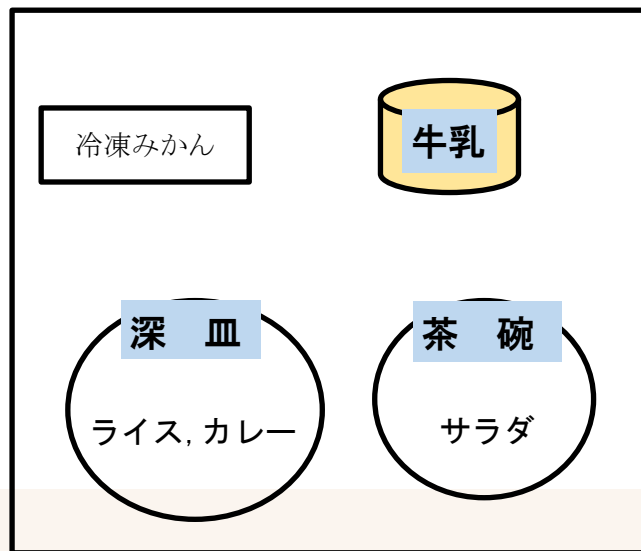 冷凍みかん
牛乳
深　皿
ライス,カレー
茶　碗
サラダ